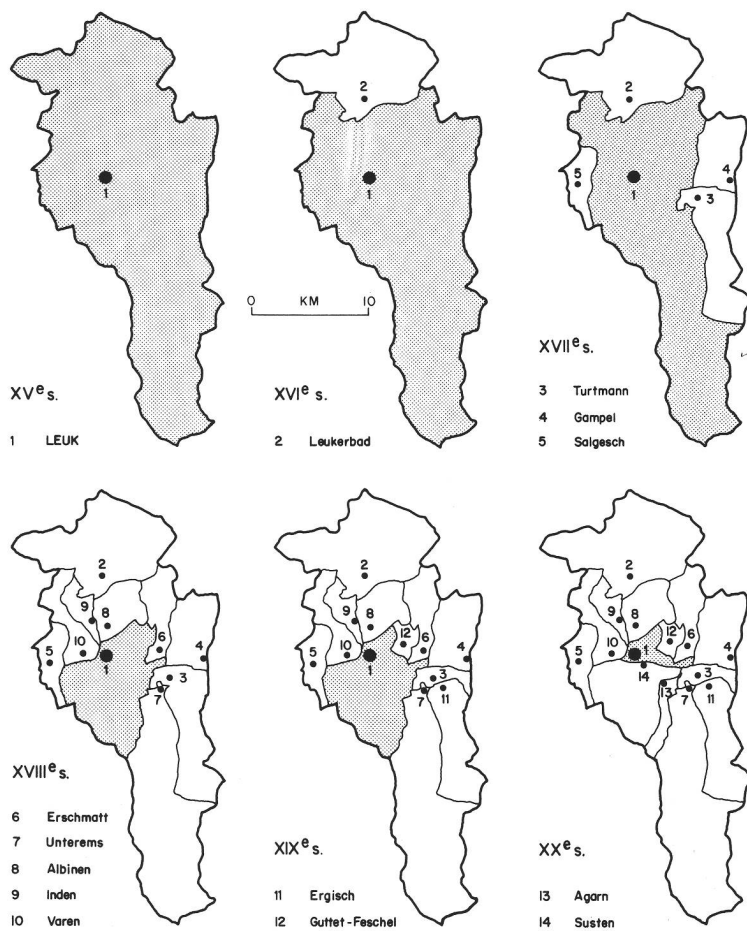 1
XVe s.
1 LEUK
2
1
0 KM 10
XVIe s.
2 Leukerbad
2
5
1
4
3
XVIIe s.
3 Turtmann
4 Gampel
5 Salgesch
2
9
8
10
5
1
6
4
3
7
XVIIIe s.
6 Erschmatt
7 Unterems
8 Albinen
9 Inden
10 Varen
2
9
8
12
10
6
5
1
4
3
7
11
XIXe s.
11 Ergisch
12 Guttet-Feschel
2
9
8
12
10
1
6
5
14
4
3
13
7
11
XXe s.
13 Agarn
14 Susten